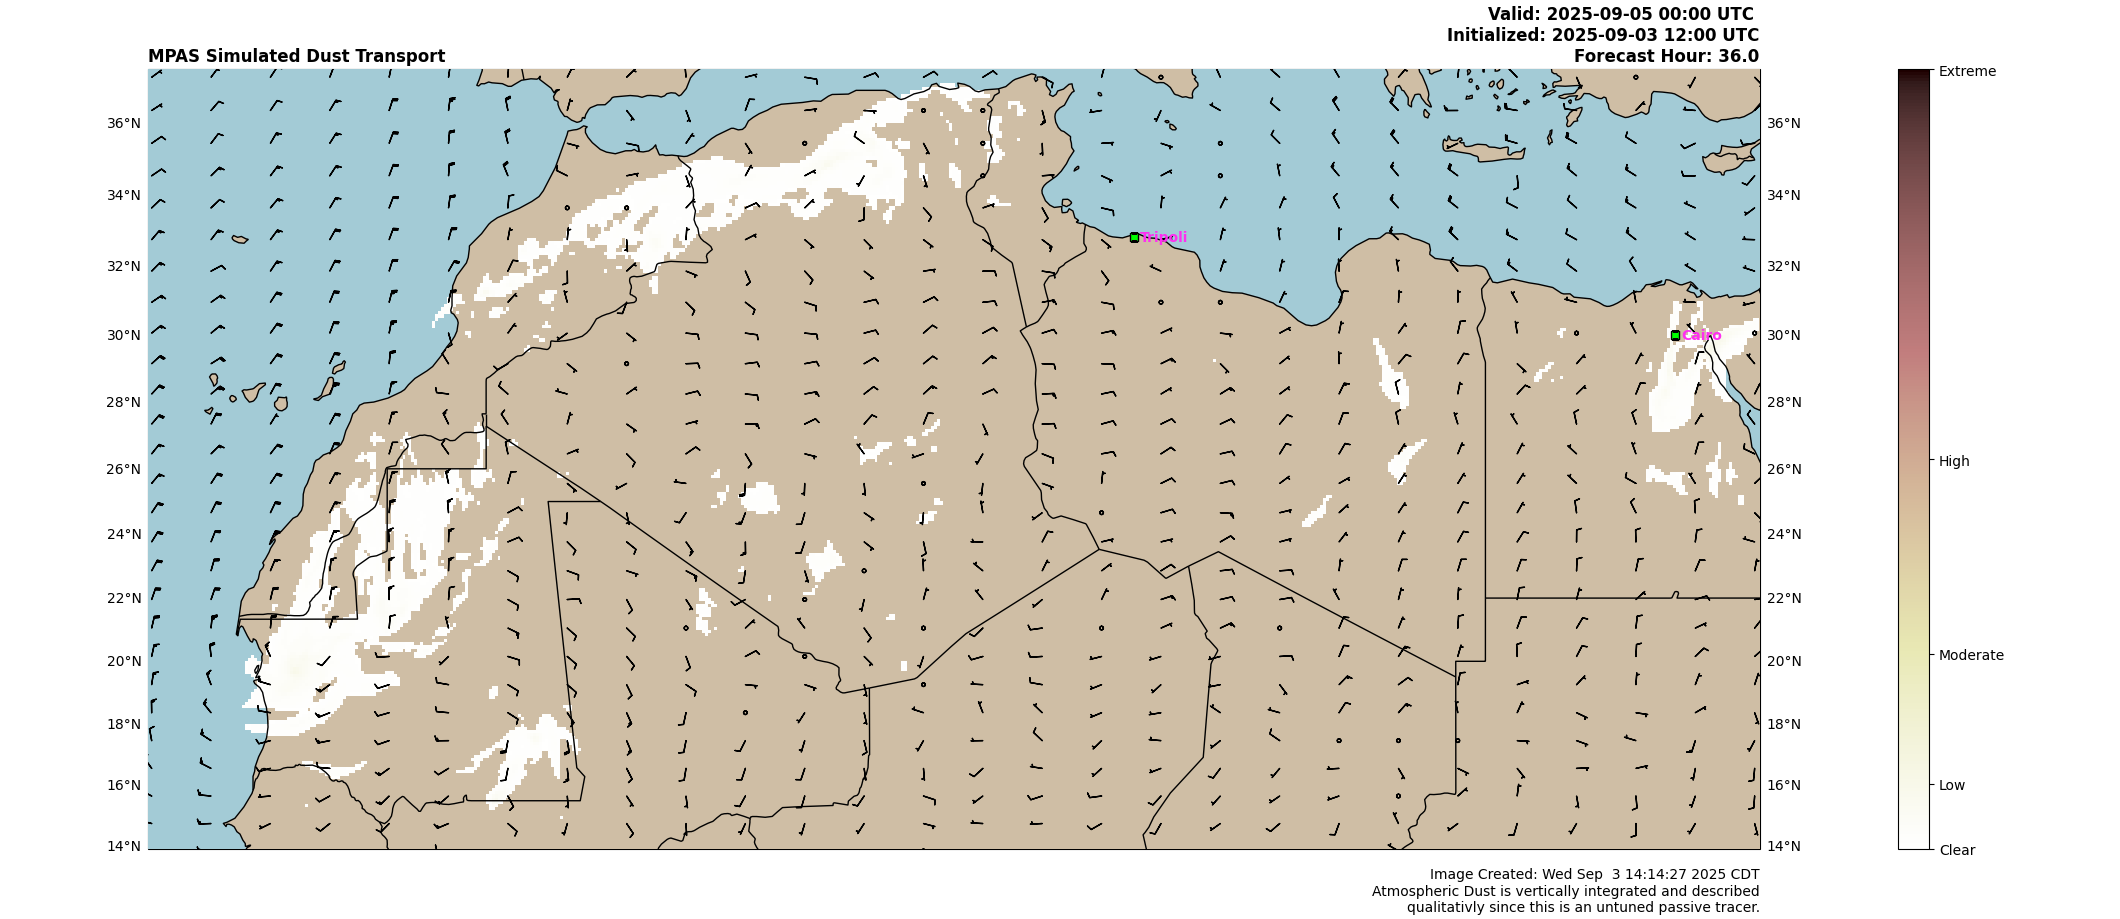 Valid: 2025-09-05 00:00 UTC
Initialized: 2025-09-03 12:00 UTC
MPAS Simulated Dust Transport
Forecast Hour: 36.0
Extreme
36°N
36°N
34°N
34°N
Tripoli
32°N
32°N
30°N
Cairo
30°N
28°N
28°N
26°N
26°N
High
24°N
24°N
22°N
22°N
20°N
20°N
Moderate
18°N
18°N
16°N
16°N
Low
14°N
14°N
Clear
Image Created: Wed Sep  3 14:14:27 2025 CDT
Atmospheric Dust is vertically integrated and described
qualitativly since this is an untuned passive tracer.